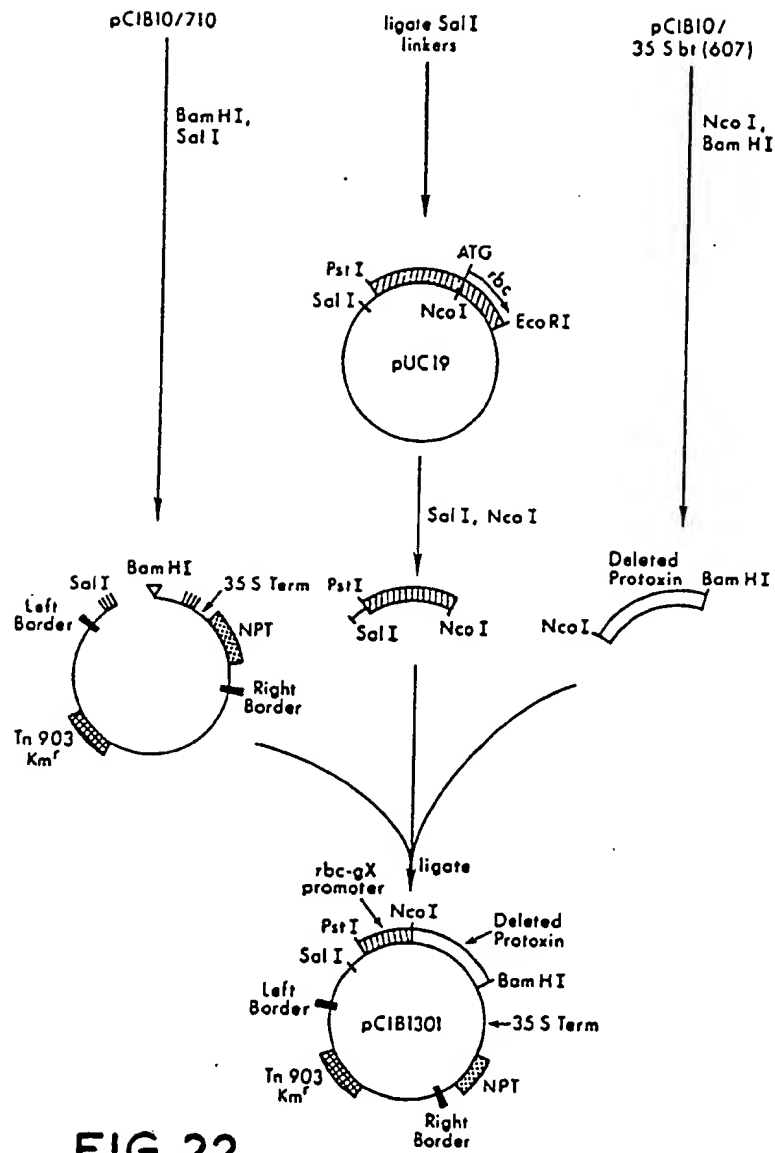 pCIB10/710
ligate Sal I
linkers
pCIB10/
35 S bt (607)
Bam HI,
Sal I
Nco I,
Bam HI
ATG
rbc
Pst I
Sal I
Nco I
Eco RI
pUC19
Sal I, Nco I
Bam HI
Sal I
35 S Term
Left
Border
NPT
Right
Border
Tn 903
Kmr
Pst I
Sal I
Nco I
Deleted
Protoxin
Bam HI
Nco I
ligate
rbc-gX
promoter
Nco I
Pst I
Deleted
Protoxin
Sal I
Bam HI
Left
Border
pCIB1301
35 S Term
Tn 903
Kmr
NPT
Right
Border
FIG. 22